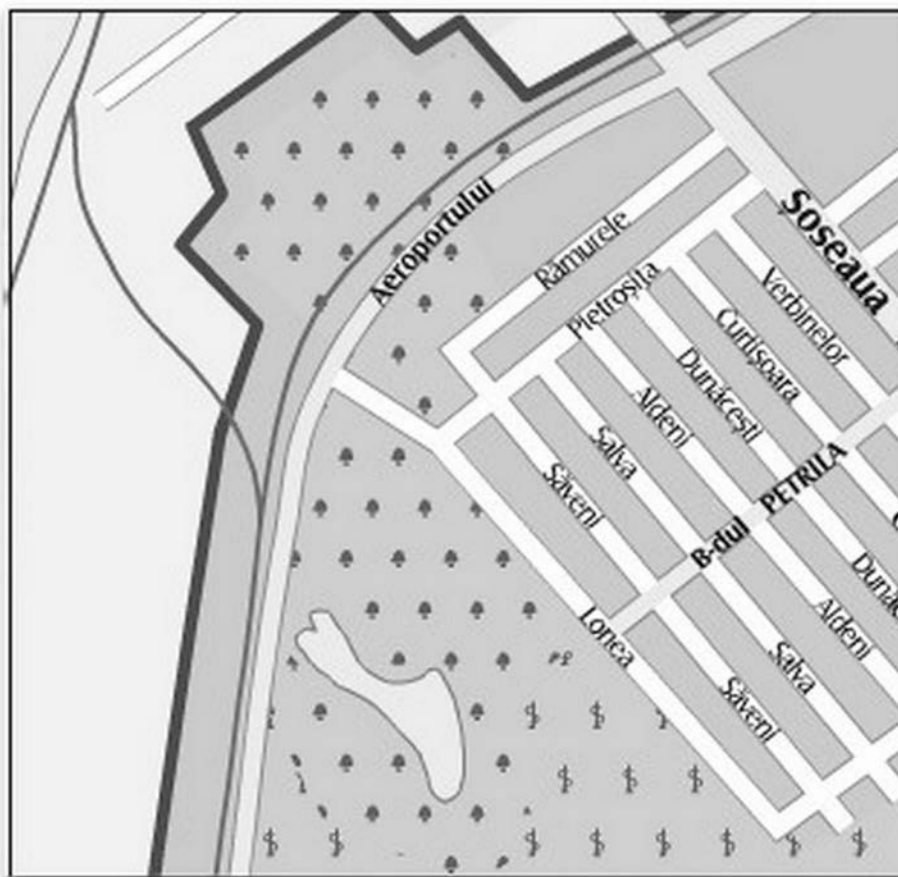 Aeroportului
Râmurele
Pietroşiţa
Soseaua
Verbinelor
Curtişoara
Dunăceşti
Aldeni
Salva
Săveni
B-dul PETRILA
Lonea
Aldeni
Salva
Săveni